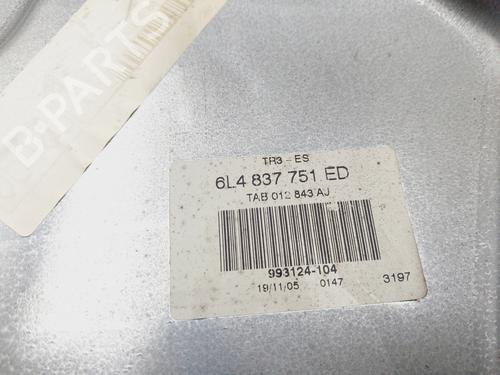 B-PARTS
TR3-ES
6L4 837 751 ED
TAB 012 843 AJ
993124-104
19/11/05 0147 3197